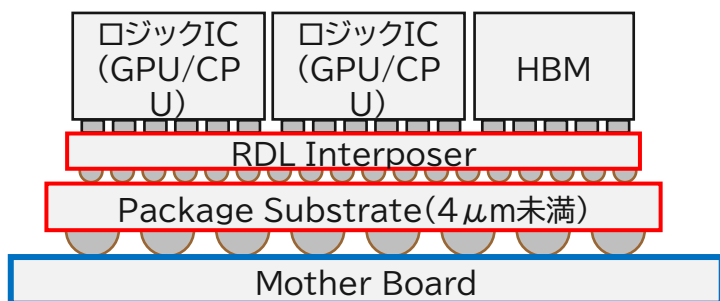 ロジックIC
(GPU/CP
U)
ロジックIC
(GPU/CP
U)
HBM
RDL Interposer
Package Substrate(4μm未満)
Mother Board